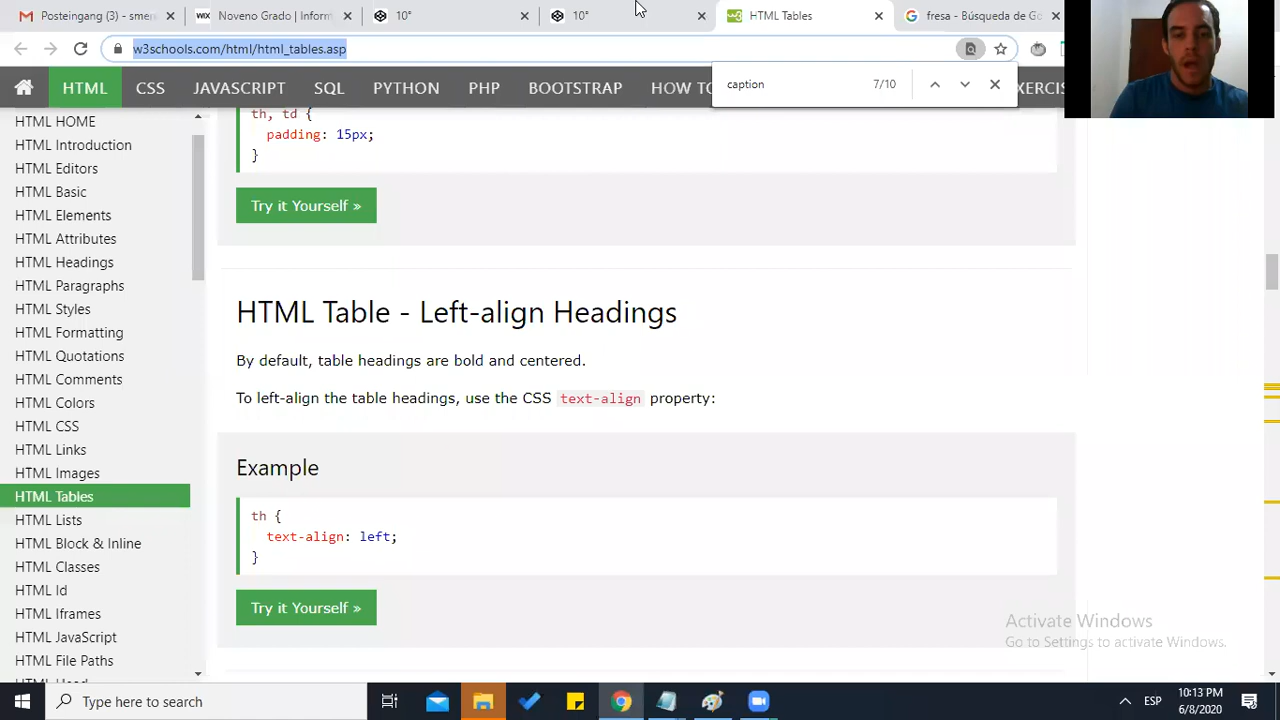 Posteingang (3) - smeri
WIX Noveno Grado | Inform
10°
10°
HTML Tables
fresa - Búsqueda de Go
w3schools.com/html/html_tables.asp
caption 7/10
HTML CSS JAVASCRIPT SQL PYTHON PHP BOOTSTRAP HOW TO EXERCIS
HTML HOME
HTML Introduction
HTML Editors
HTML Basic
HTML Elements
HTML Attributes
HTML Headings
HTML Paragraphs
HTML Styles
HTML Formatting
HTML Quotations
HTML Comments
HTML Colors
HTML CSS
HTML Links
HTML Images
HTML Tables
HTML Lists
HTML Block & Inline
HTML Classes
HTML Id
HTML Iframes
HTML JavaScript
HTML File Paths
HTML Head
th, td {
padding: 15px;
}
Try it Yourself »
HTML Table - Left-align Headings
By default, table headings are bold and centered.
To left-align the table headings, use the CSS text-align property:
Example
th {
text-align: left;
}
Try it Yourself »
Activate Windows
Go to Settings to activate Windows.
Type here to search
ESP
10:13 PM
6/8/2020